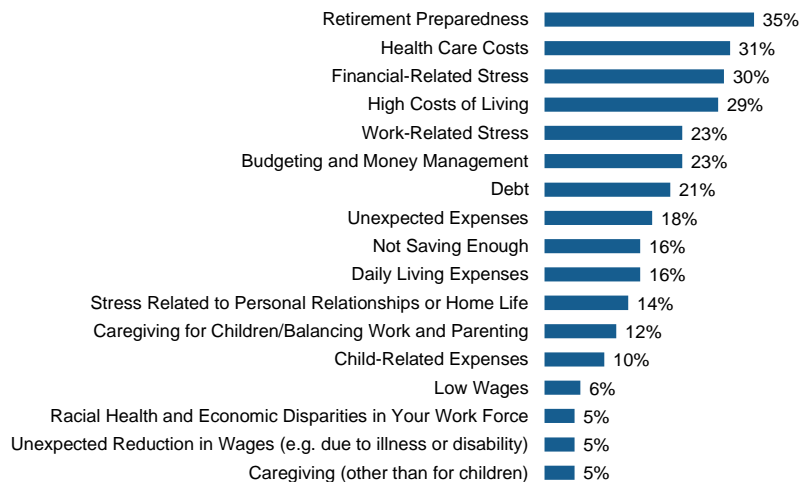 Retirement Preparedness 35%
Health Care Costs 31%
Financial-Related Stress 30%
High Costs of Living 29%
Work-Related Stress 23%
Budgeting and Money Management 23%
Debt 21%
Unexpected Expenses 18%
Not Saving Enough 16%
Daily Living Expenses 16%
Stress Related to Personal Relationships or Home Life 14%
Caregiving for Children/Balancing Work and Parenting 12%
Child-Related Expenses 10%
Low Wages 6%
Racial Health and Economic Disparities in Your Work Force 5%
Unexpected Reduction in Wages (e.g. due to illness or disability) 5%
Caregiving (other than for children) 5%